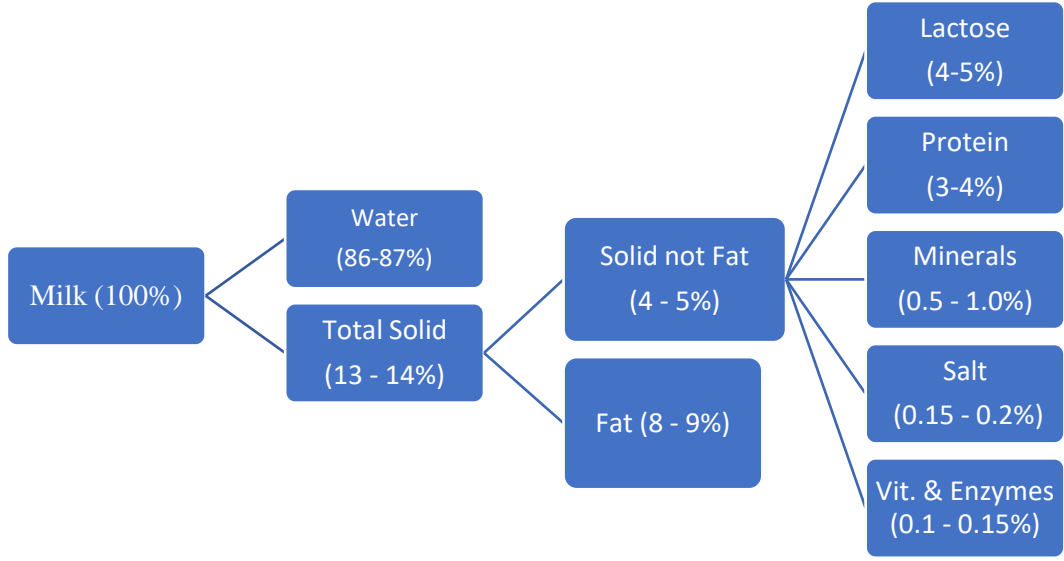 Milk (100%)
Water
(86-87%)
Total Solid
(13 - 14%)
Solid not Fat
(4 - 5%)
Fat (8 - 9%)
Lactose
(4-5%)
Protein
(3-4%)
Minerals
(0.5 - 1.0%)
Salt
(0.15 - 0.2%)
Vit. & Enzymes
(0.1 - 0.15%)